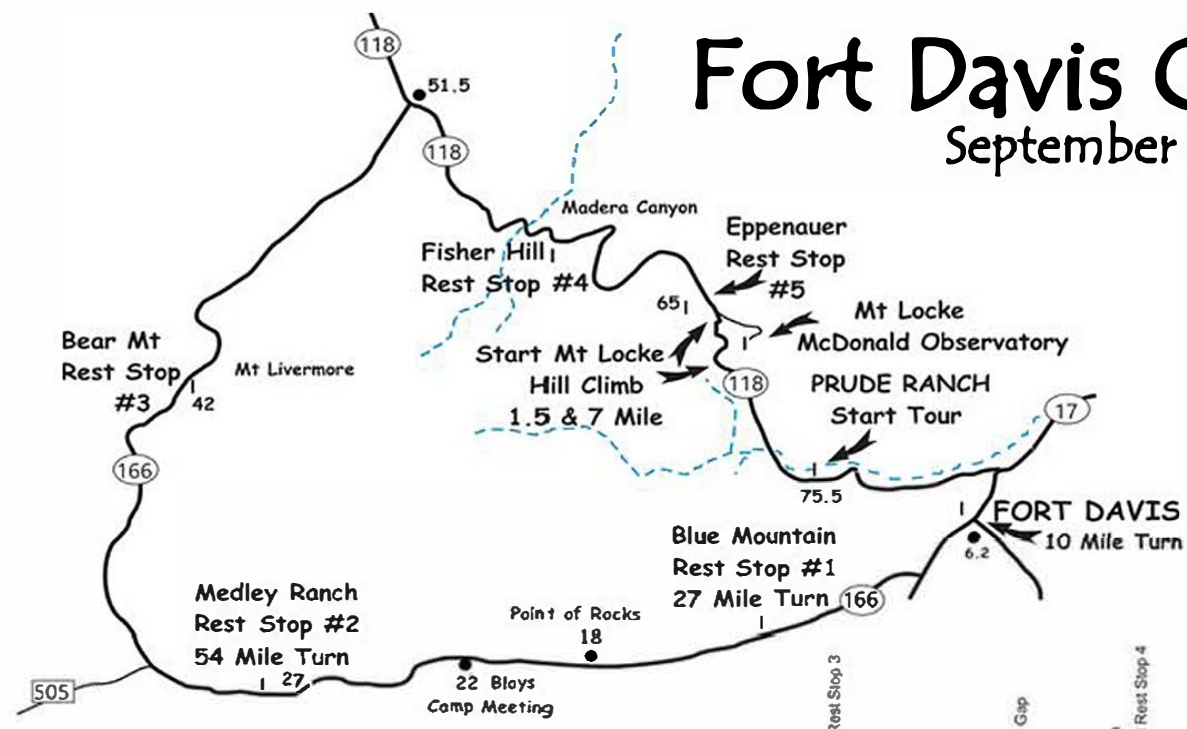 Fort Davis C
September
118
51.5
118
Madera Canyon
Eppenauer
Rest Stop
#5
Fisher Hill
Rest Stop #4
65
Mt Locke
McDonald Observatory
Bear Mt
Rest Stop
#3
42
Mt Livermore
Start Mt Locke
Hill Climb
1.5 & 7 Mile
118
PRUDE RANCH
Start Tour
17
166
75.5
FORT DAVIS
10 Mile Turn
6.2
Blue Mountain
Rest Stop #1
27 Mile Turn
166
Medley Ranch
Rest Stop #2
54 Mile Turn
27
Point of Rocks
18
22 Bloys
Camp Meeting
505
Rest Stop 3
Gap
Rest Stop 4